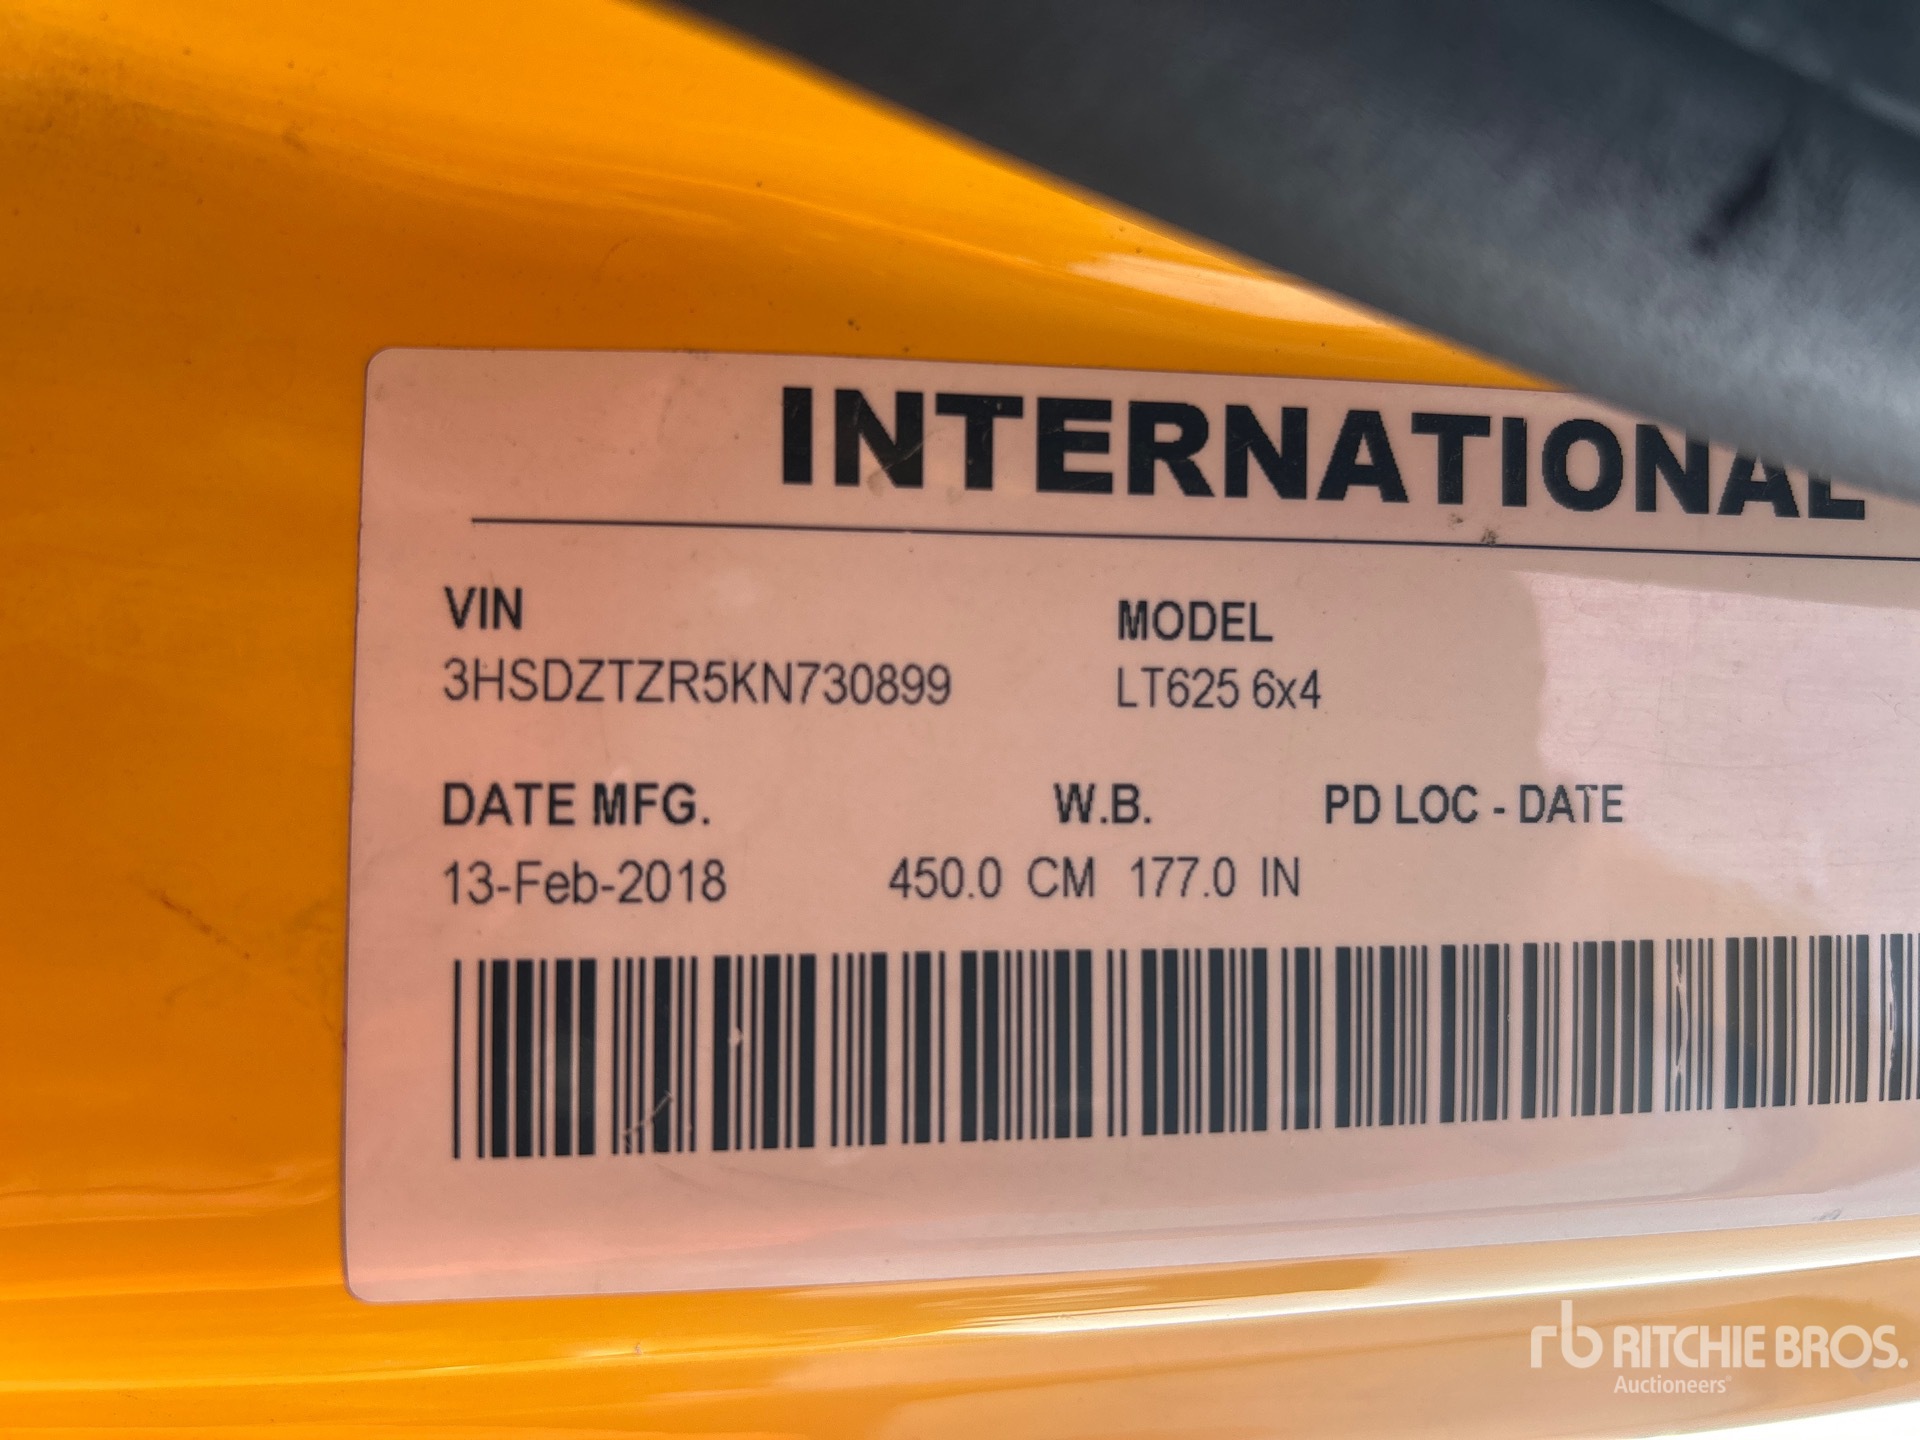 INTERNATIONAL
VIN
3HSDZTZR5KN730899
MODEL
LT625 6x4
DATE MFG.
13-Feb-2018
W.B.
450.0 CM 177.0 IN
PD LOC - DATE
rb RITCHIE BROS.
Auctioneers